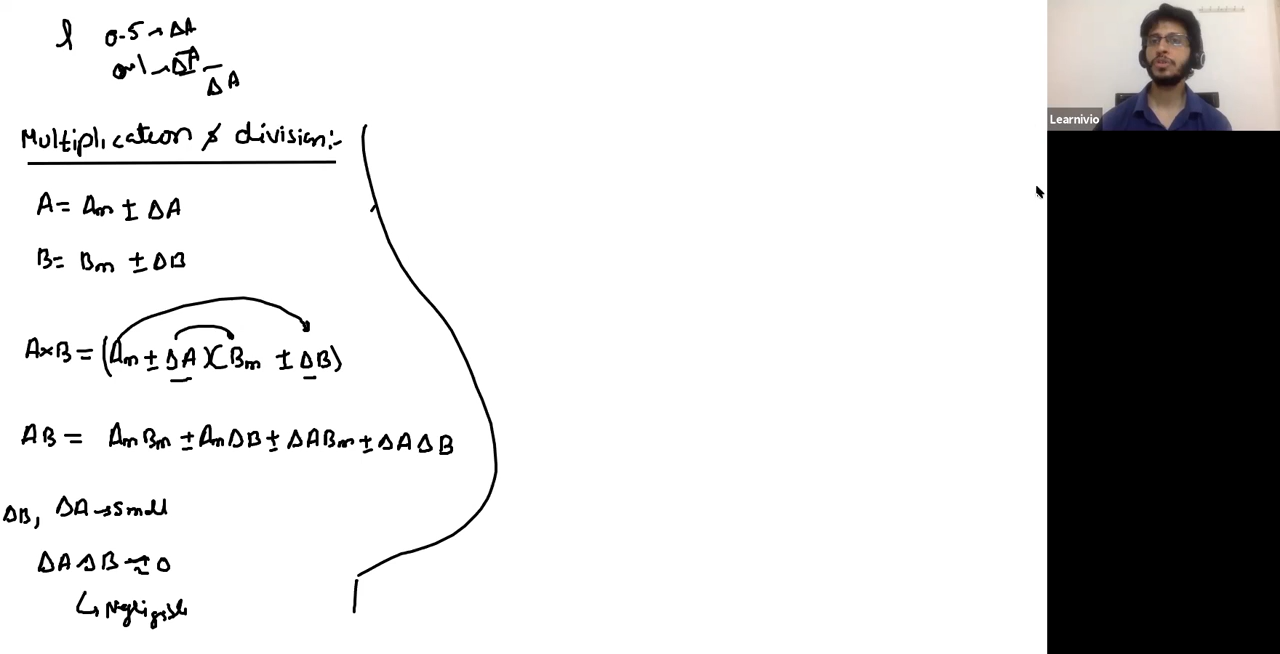 0.5 → ΔA
0.1 → ΔA
ΔA
Multiplication & division:-
A = Am ± ΔA
B = Bm ± ΔB
A×B = (Am ± ΔA)(Bm ± ΔB)
AB = AmBm ± AmΔB ± ΔABm ± ΔAΔB
ΔB, ΔA → small
ΔAΔB ≈ 0
↳ Negligible
Learnivio